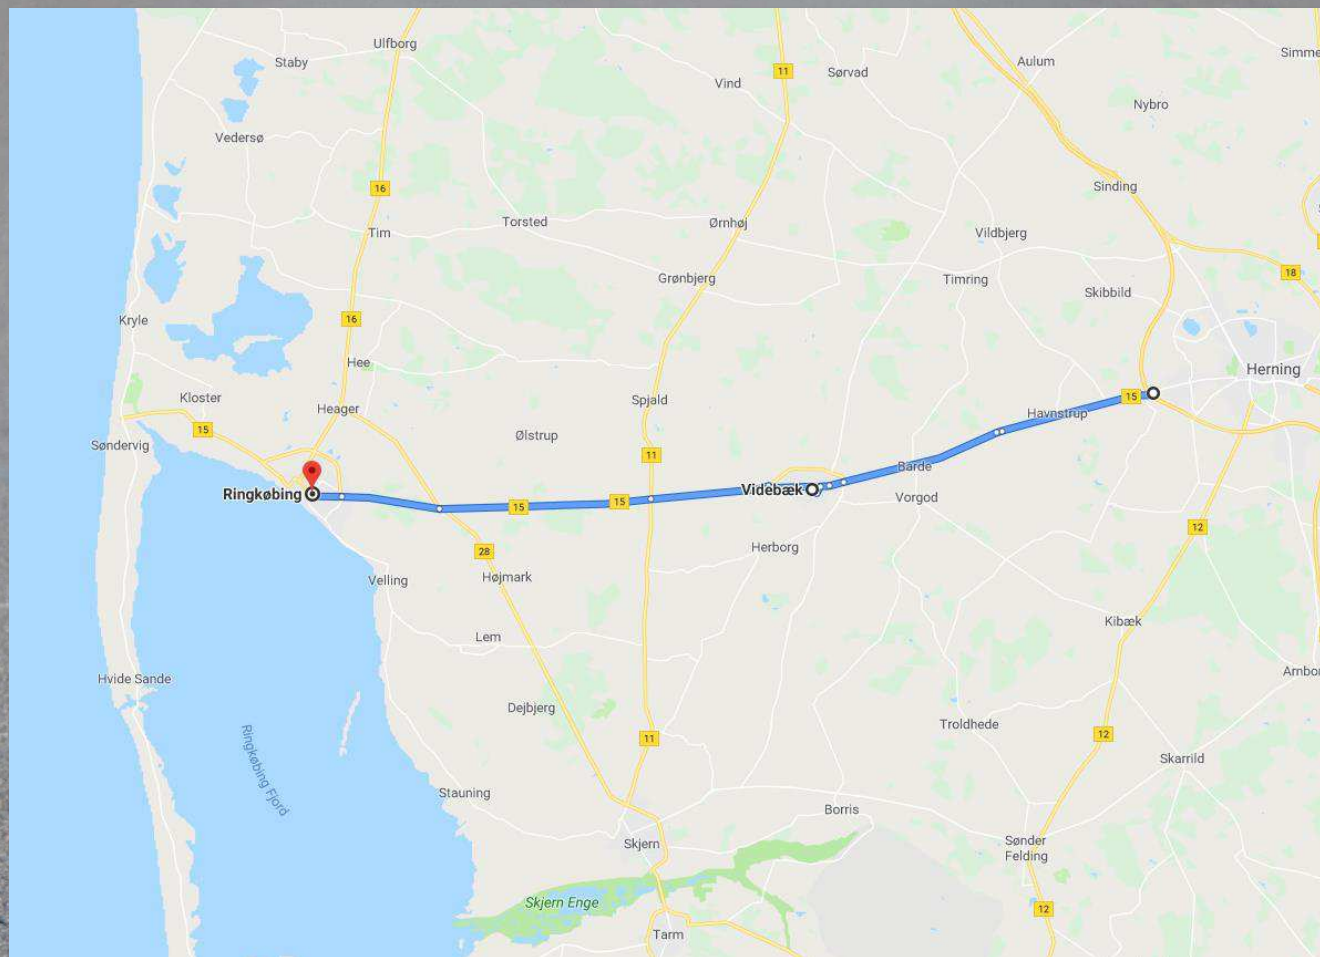 Ulfborg
Staby
Vind
11
Sørvad
Aulum
Simme
Nybro
Vedersø
16
Sinding
Torsted
Ørnhøj
Tim
Vildbjerg
Grønbjerg
Timring
18
Skibbild
Kryle
16
Hee
Herning
Kloster
Spjald
15
Heager
Havnstrup
15
Ølstrup
Søndervig
11
Barde
Ringkøbing
Videbæk
Vorgod
15
15
12
28
Herborg
Højmark
Velling
Kibæk
Lem
Hvide Sande
Arnbor
Dejbjerg
Troldhede
12
11
Ringkøbing Fjord
Skarrild
Stauning
Borris
Skjern
Sønder
Felding
Skjern Enge
12
Tarm